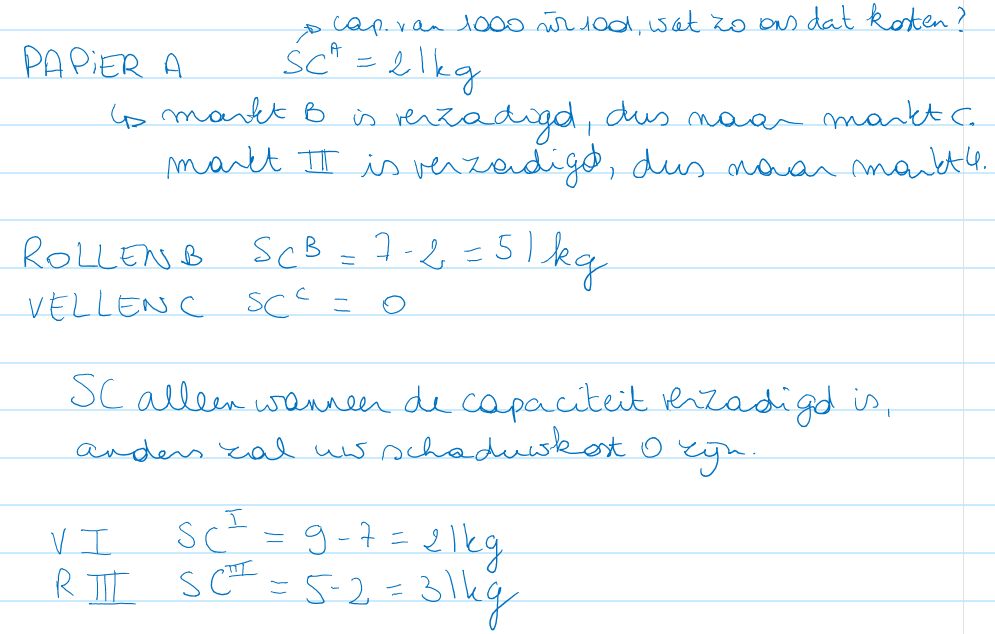 ↳ cap. van 1000 nr 1001, wat zo ons dat kosten?
PAPIER A SC^A = 2/kg
↳ markt B is verzadigd, dus naar markt C.
markt III is verzadigd, dus naar markt 4.
ROLLEN B SC^B = 7 - 2 = 5/kg
VELLEN C SC^C = 0
SC alleen wanneer de capaciteit verzadigd is,
anders zal uw schaduwkost 0 zijn.
V I SC^I = 9 - 7 = 2/kg
R III SC^III = 5 - 2 = 3/kg